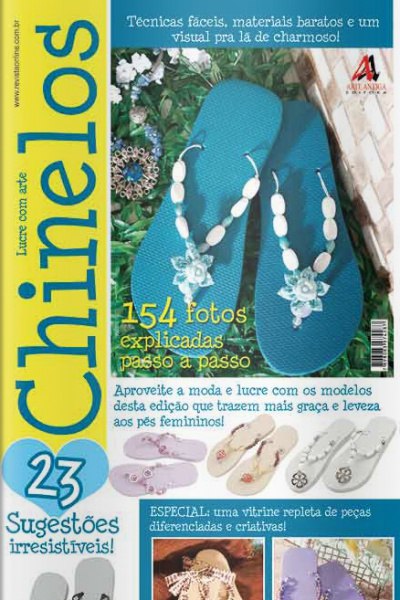 Técnicas fáceis, materiais baratos e um
visual pra lá de charmoso!
www.revistaonline.com.br
Lucre com arte
Chinelos
ARTE ANTIGA
EDITORA
154 fotos
explicadas
passo a passo
Aproveite a moda e lucre com os modelos
desta edição que trazem mais graça e leveza
aos pés femininos!
23
Sugestões
irresistíveis!
ESPECIAL: uma vitrine repleta de peças
diferenciadas e criativas!